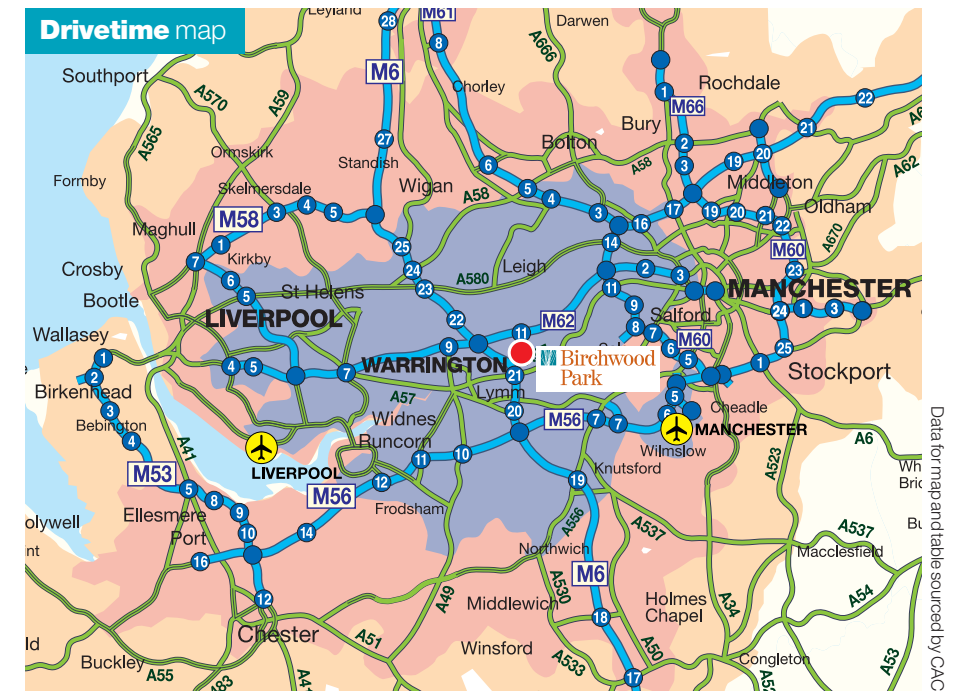 Drivetime map
Leyland
M61
Darwen
28
8
A666
Southport
M6
Rochdale
A570
A59
Chorley
1
M66
22
A565
Bury
21
27
Bolton
2
Ormskirk
Standish
6
A58
3
19
20
A62
Formby
Skelmersdale
Wigan
A58
5
4
Middleton
M58
3
4
5
3
16
17
19
20
21
22
Oldham
Maghull
1
25
14
M60
A670
Crosby
7
Kirkby
24
A580
Leigh
2
3
23
6
5
23
11
MANCHESTER
Bootle
St Helens
9
24
1
3
LIVERPOOL
22
M62
8
Salford
Wallasey
11
7
M60
1
9
6
5
25
1
2
4
5
7
WARRINGTON
Birchwood
Park
Stockport
21
Birkenhead
Lymm
A57
5
3
20
M56
7
7
6
Cheadle
Bebington
Widnes
MANCHESTER
4
A41
Runcorn
Wilmslow
A6
LIVERPOOL
11
10
A523
M53
M56
12
Knutsford
5
8
19
Ellesmere
Port
9
Frodsham
A556
A537
A537
olywell
10
14
Northwich
Macclesfield
16
M6
A530
12
A49
Middlewich
18
Holmes
Chapel
A34
A54
Chester
A51
Winsford
A50
Buckley
A55
A533
17
Congleton
A53
Data for map and table sourced by CAC